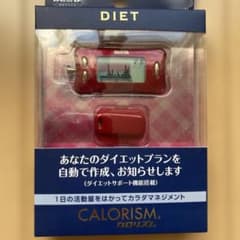 DIET
あなたのダイエットプランを
自動で作成、お知らせします
(ダイエットサポート機能搭載)
1日の活動量をはかってカラダマネジメント
CALORISM
カロリズム